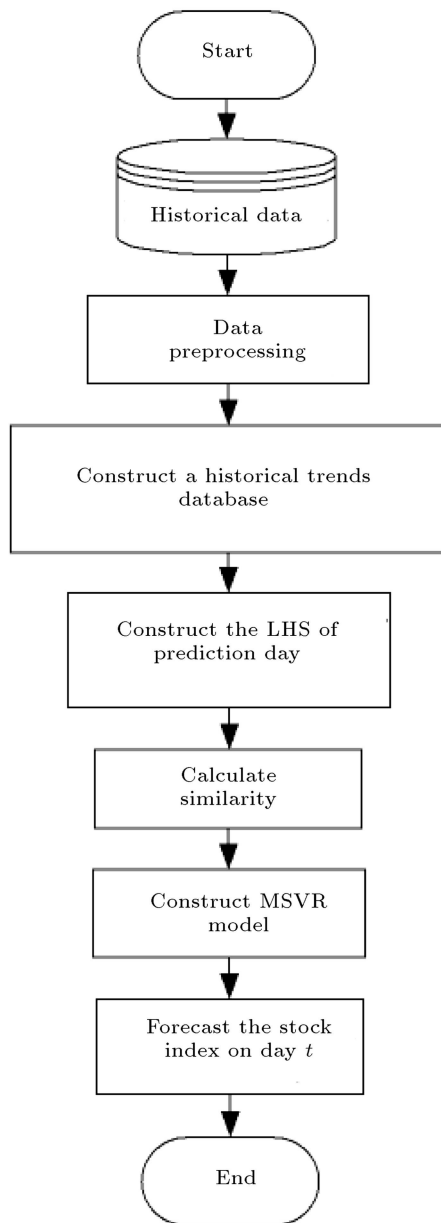 Start
Historical data
Data
preprocessing
Construct a historical trends
database
Construct the LHS of
prediction day
Calculate
similarity
Construct MSVR
model
Forecast the stock
index on day t
End